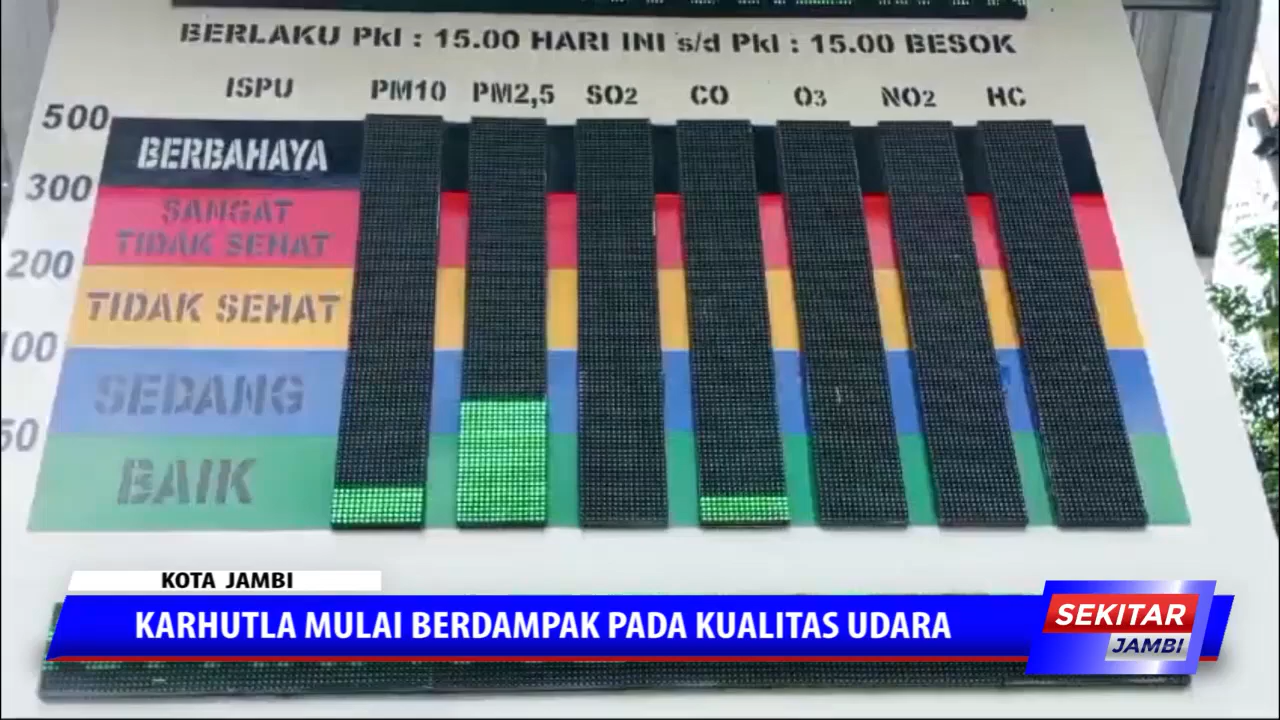 BERLAKU Pkl : 15.00 HARI INI s/d Pkl : 15.00 BESOK
ISPU PM10 PM2,5 SO2 CO O3 NO2 HC
500
BERBAHAYA
300
SANGAT
TIDAK SEHAT
200
TIDAK SEHAT
100
SEDANG
50
BAIK
KOTA JAMBI
KARHUTLA MULAI BERDAMPAK PADA KUALITAS UDARA
SEKITAR
JAMBI